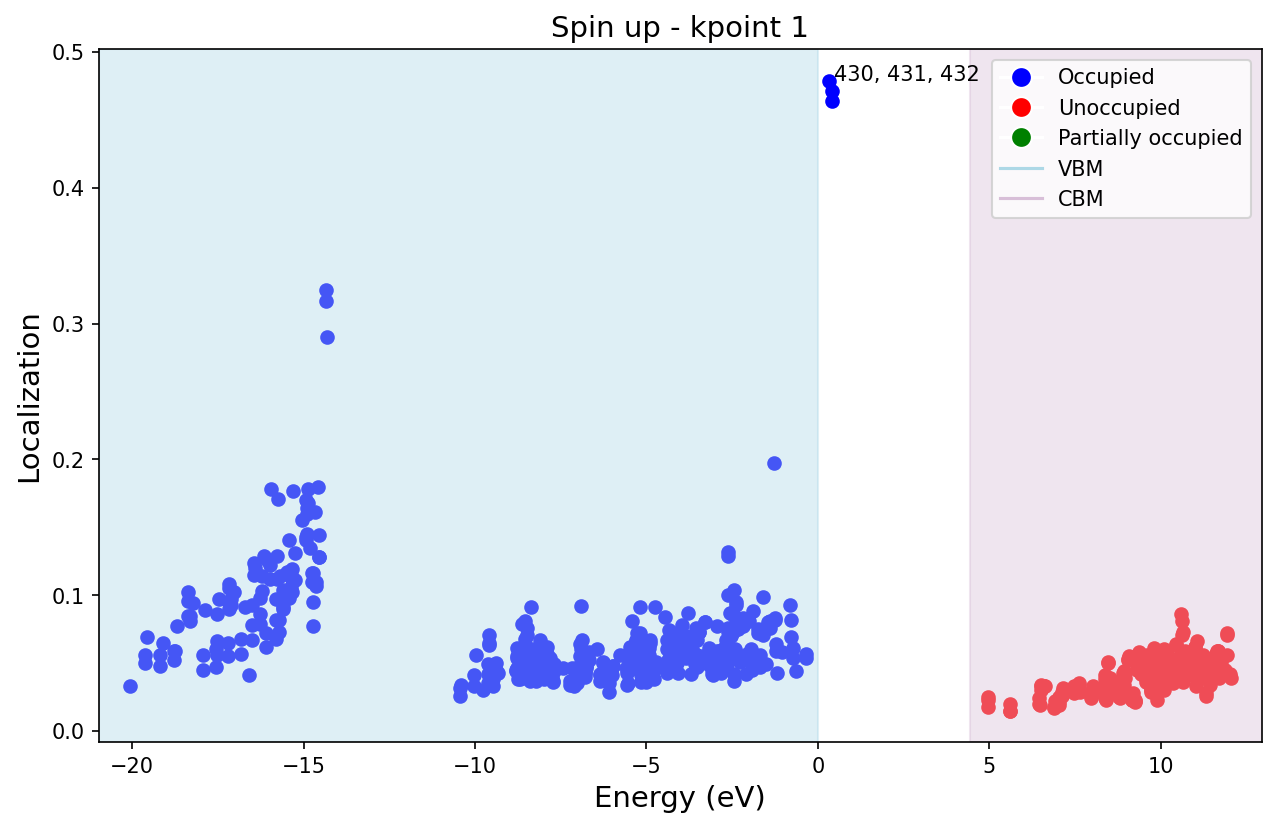 Spin up - kpoint 1
Localization
0.5
0.4
0.3
0.2
0.1
0.0
430, 431, 432
Occupied
Unoccupied
Partially occupied
VBM
CBM
−20
−15
−10
−5
0
5
10
Energy (eV)